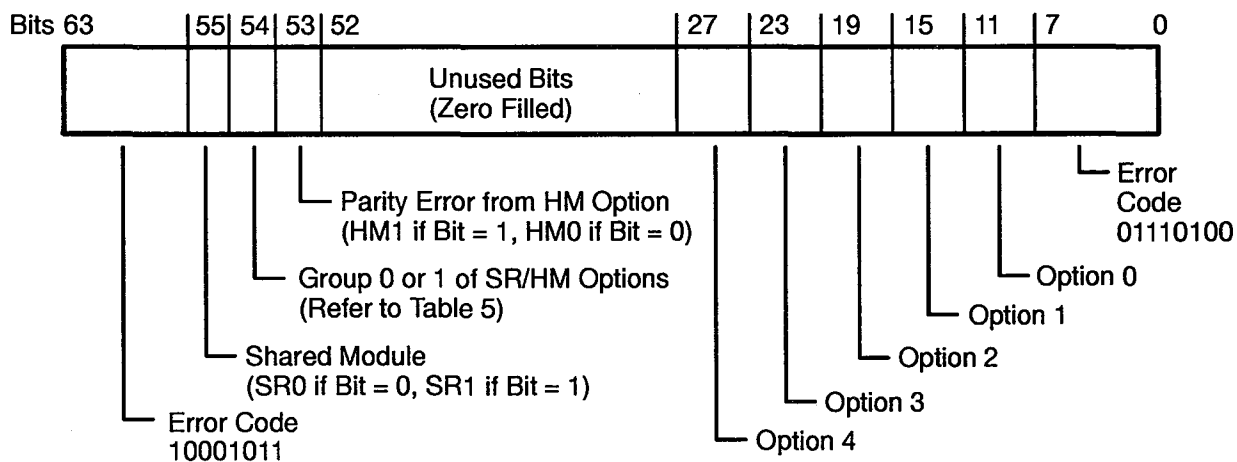 Bits 63 55 54 53 52 27 23 19 15 11 7 0
Unused Bits
(Zero Filled)
Parity Error from HM Option
(HM1 if Bit = 1, HM0 if Bit = 0)
Group 0 or 1 of SR/HM Options
(Refer to Table 5)
Shared Module
(SR0 if Bit = 0, SR1 if Bit = 1)
Error Code
10001011
Error
Code
01110100
Option 0
Option 1
Option 2
Option 3
Option 4